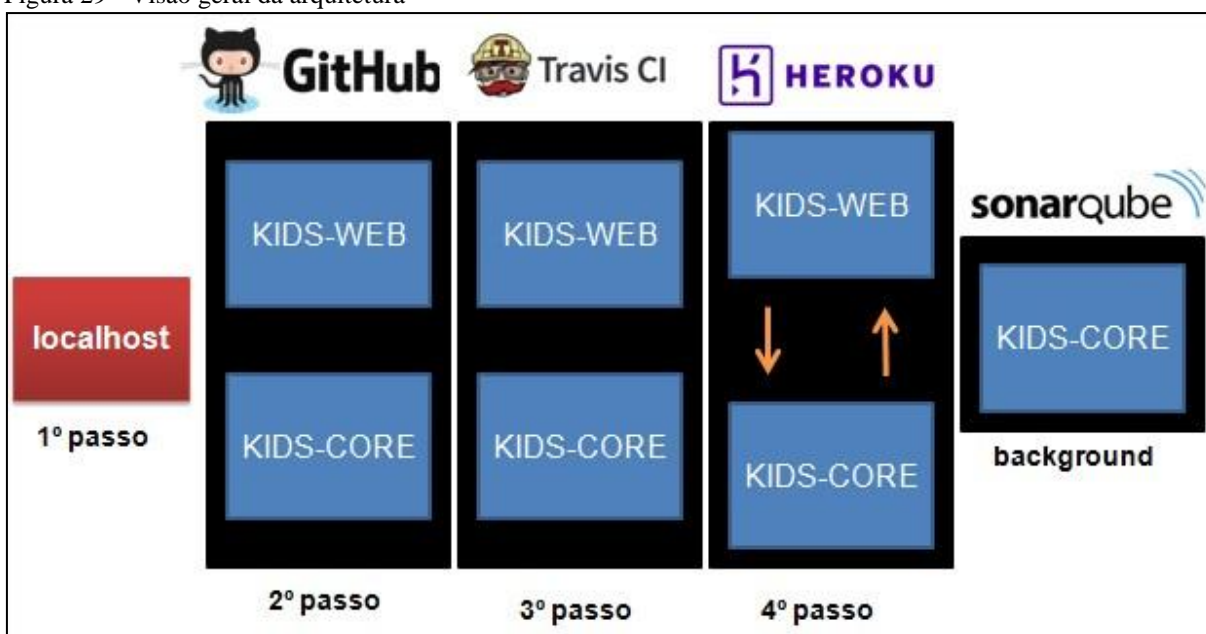 Figura 29 - Visão geral da arquitetura
GitHub
Travis CI
HEROKU
sonarqube
KIDS-WEB
KIDS-WEB
KIDS-WEB
KIDS-CORE
KIDS-CORE
KIDS-CORE
KIDS-CORE
localhost
1º passo
2º passo
3º passo
4º passo
background